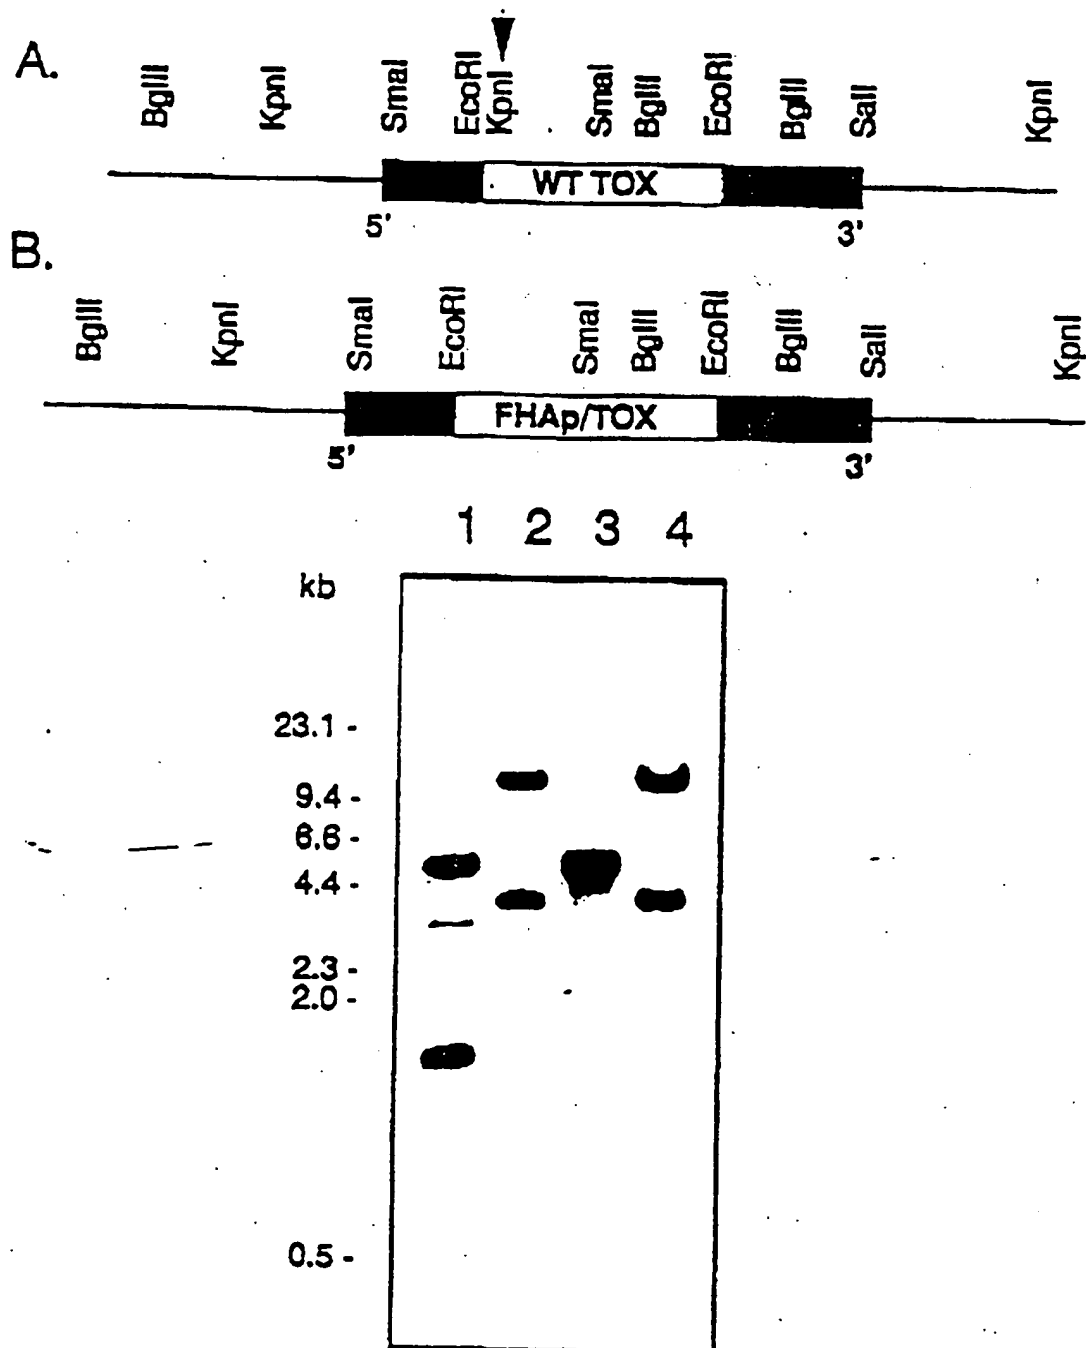 A.
BglII KpnI SmaI EcoRI KpnI SmaI BglII EcoRI BglII SalI KpnI
WT TOX
5' 3'
B.
BglII KpnI SmaI EcoRI SmaI BglII EcoRI BglII SalI KpnI
FHAp/TOX
5' 3'
1 2 3 4
kb
23.1 -
9.4 -
6.6 -
4.4 -
2.3 -
2.0 -
0.5 -